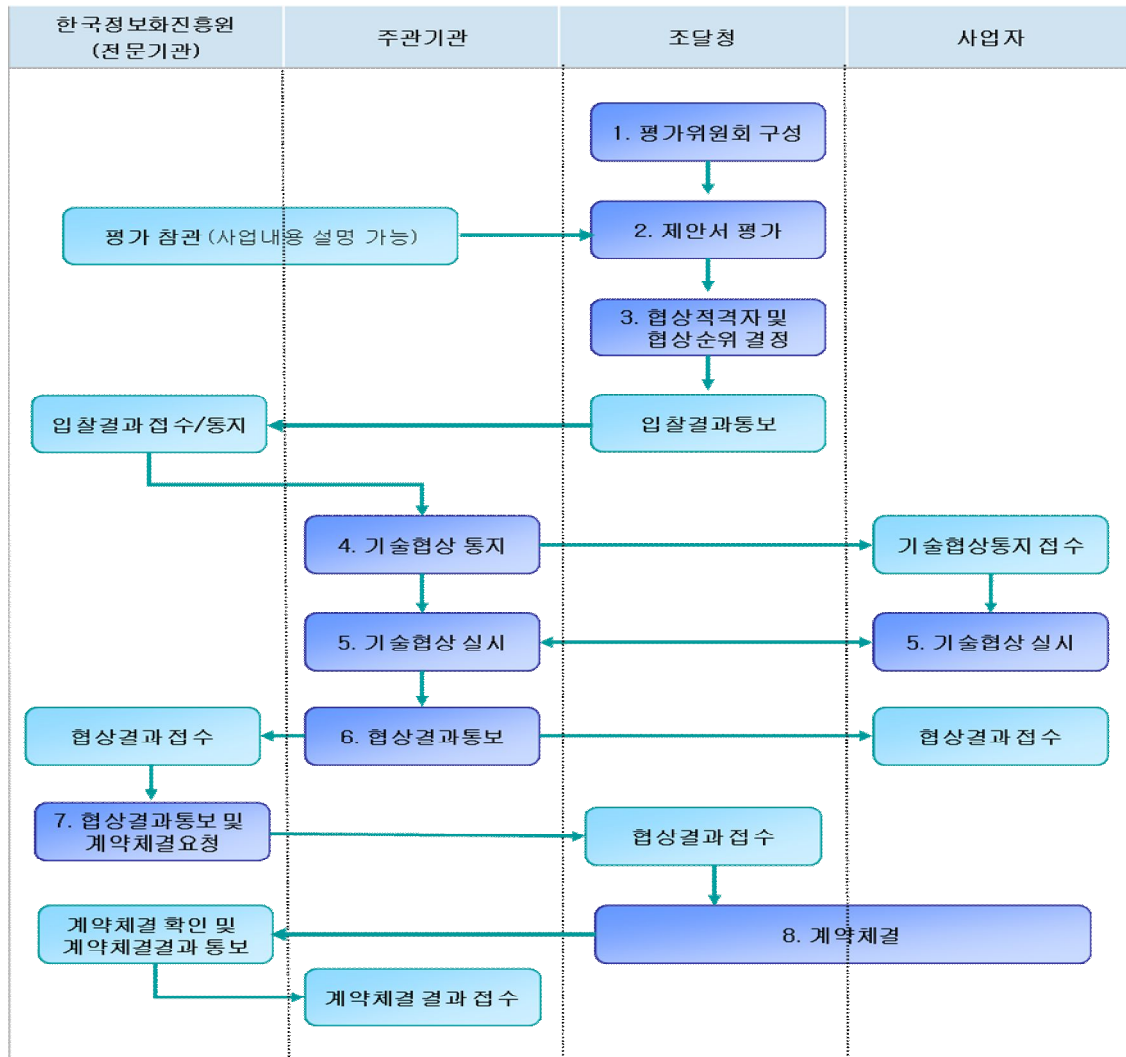 한국정보화진흥원
(전문기관)
주관기관
조달청
사업자
1. 평가위원회 구성
평가 참관 (사업내용 설명 가능)
2. 제안서 평가
3. 협상적격자 및
협상순위 결정
입찰결과 접수/통지
입찰결과통보
4. 기술협상 통지
기술협상통지 접수
5. 기술협상 실시
5. 기술협상 실시
협상결과 접수
6. 협상결과통보
협상결과 접수
7. 협상결과통보 및
계약체결요청
협상결과 접수
계약체결 확인 및
계약체결결과 통보
8. 계약체결
계약체결 결과 접수